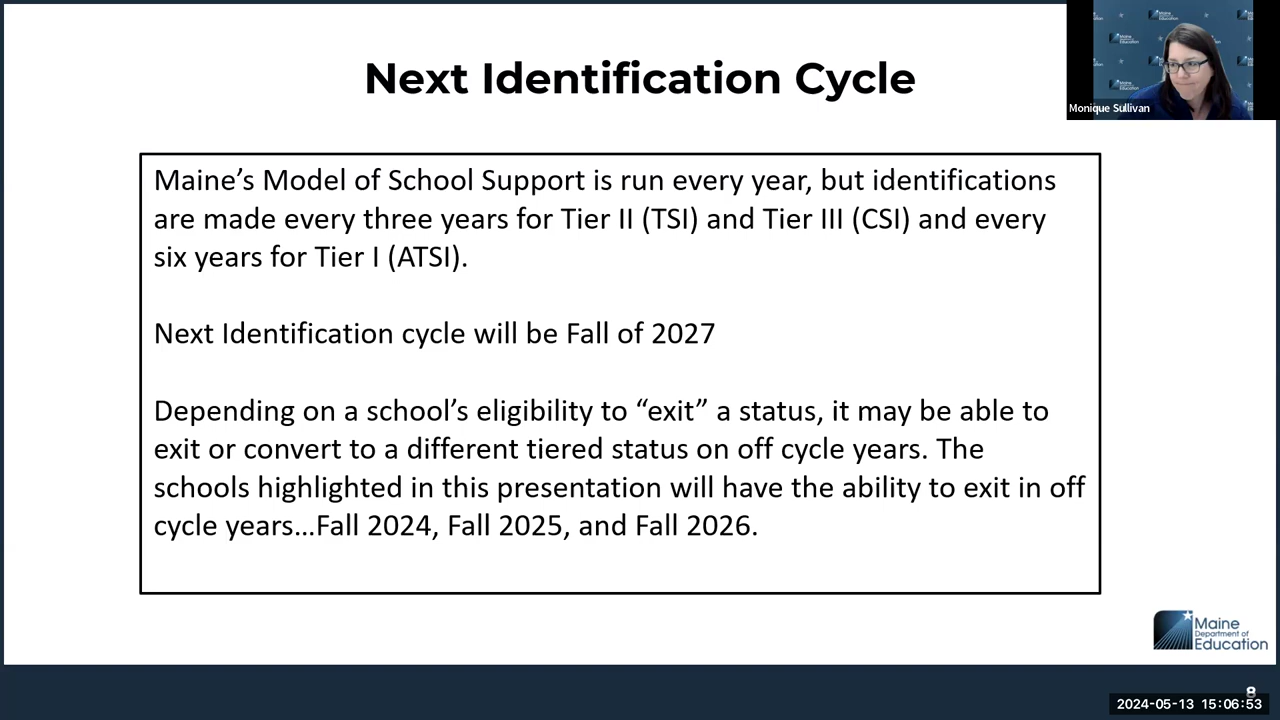 Next Identification Cycle
Monique Sullivan
Maine's Model of School Support is run every year, but identifications
are made every three years for Tier II (TSI) and Tier III (CSI) and every
six years for Tier I (ATSI).
Next Identification cycle will be Fall of 2027
Depending on a school's eligibility to “exit” a status, it may be able to
exit or convert to a different tiered status on off cycle years. The
schools highlighted in this presentation will have the ability to exit in off
cycle years...Fall 2024, Fall 2025, and Fall 2026.
Maine
Department of
Education
8
2024-05-13 15:06:53